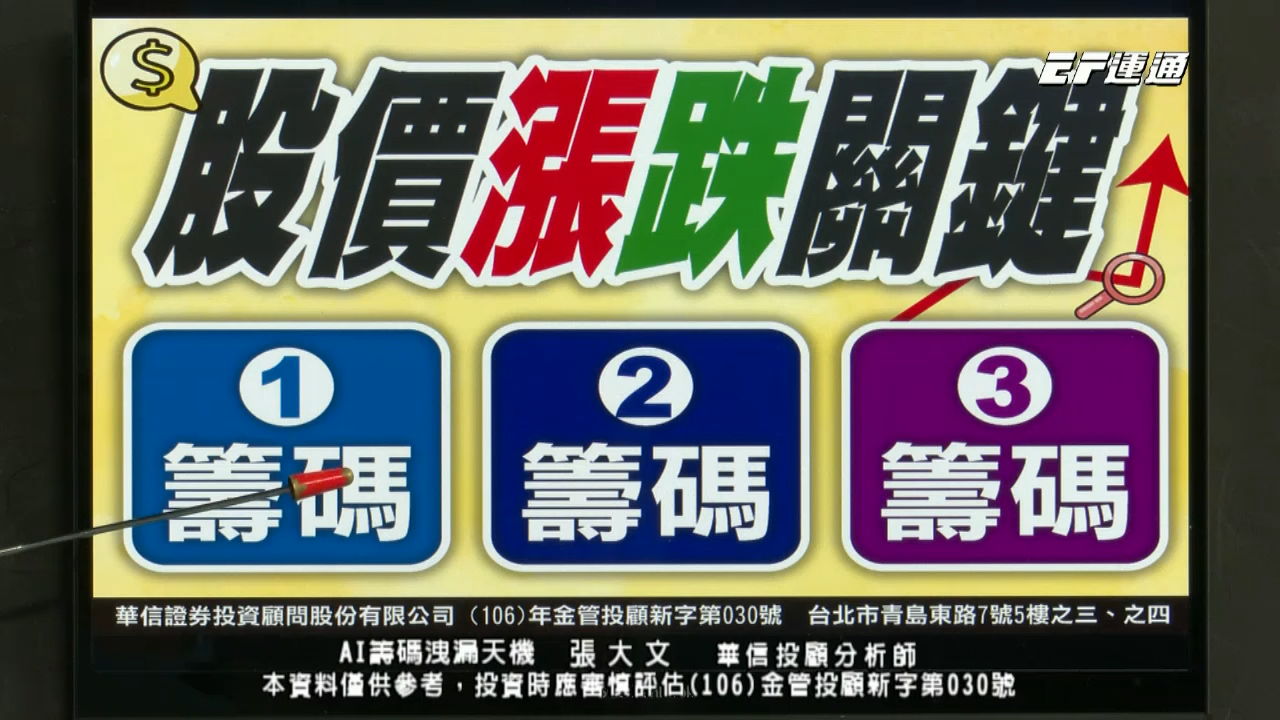 EF運通
股價漲跌關鍵
1
籌碼
2
籌碼
3
籌碼
華信證券投資顧問股份有限公司 (106)年金管投顧新字第030號 台北市青島東路7號5樓之三、之四
AI籌碼洩漏天機 張大文 華信投顧分析師
本資料僅供參考，投資時應審慎評估(106)金管投顧新字第030號